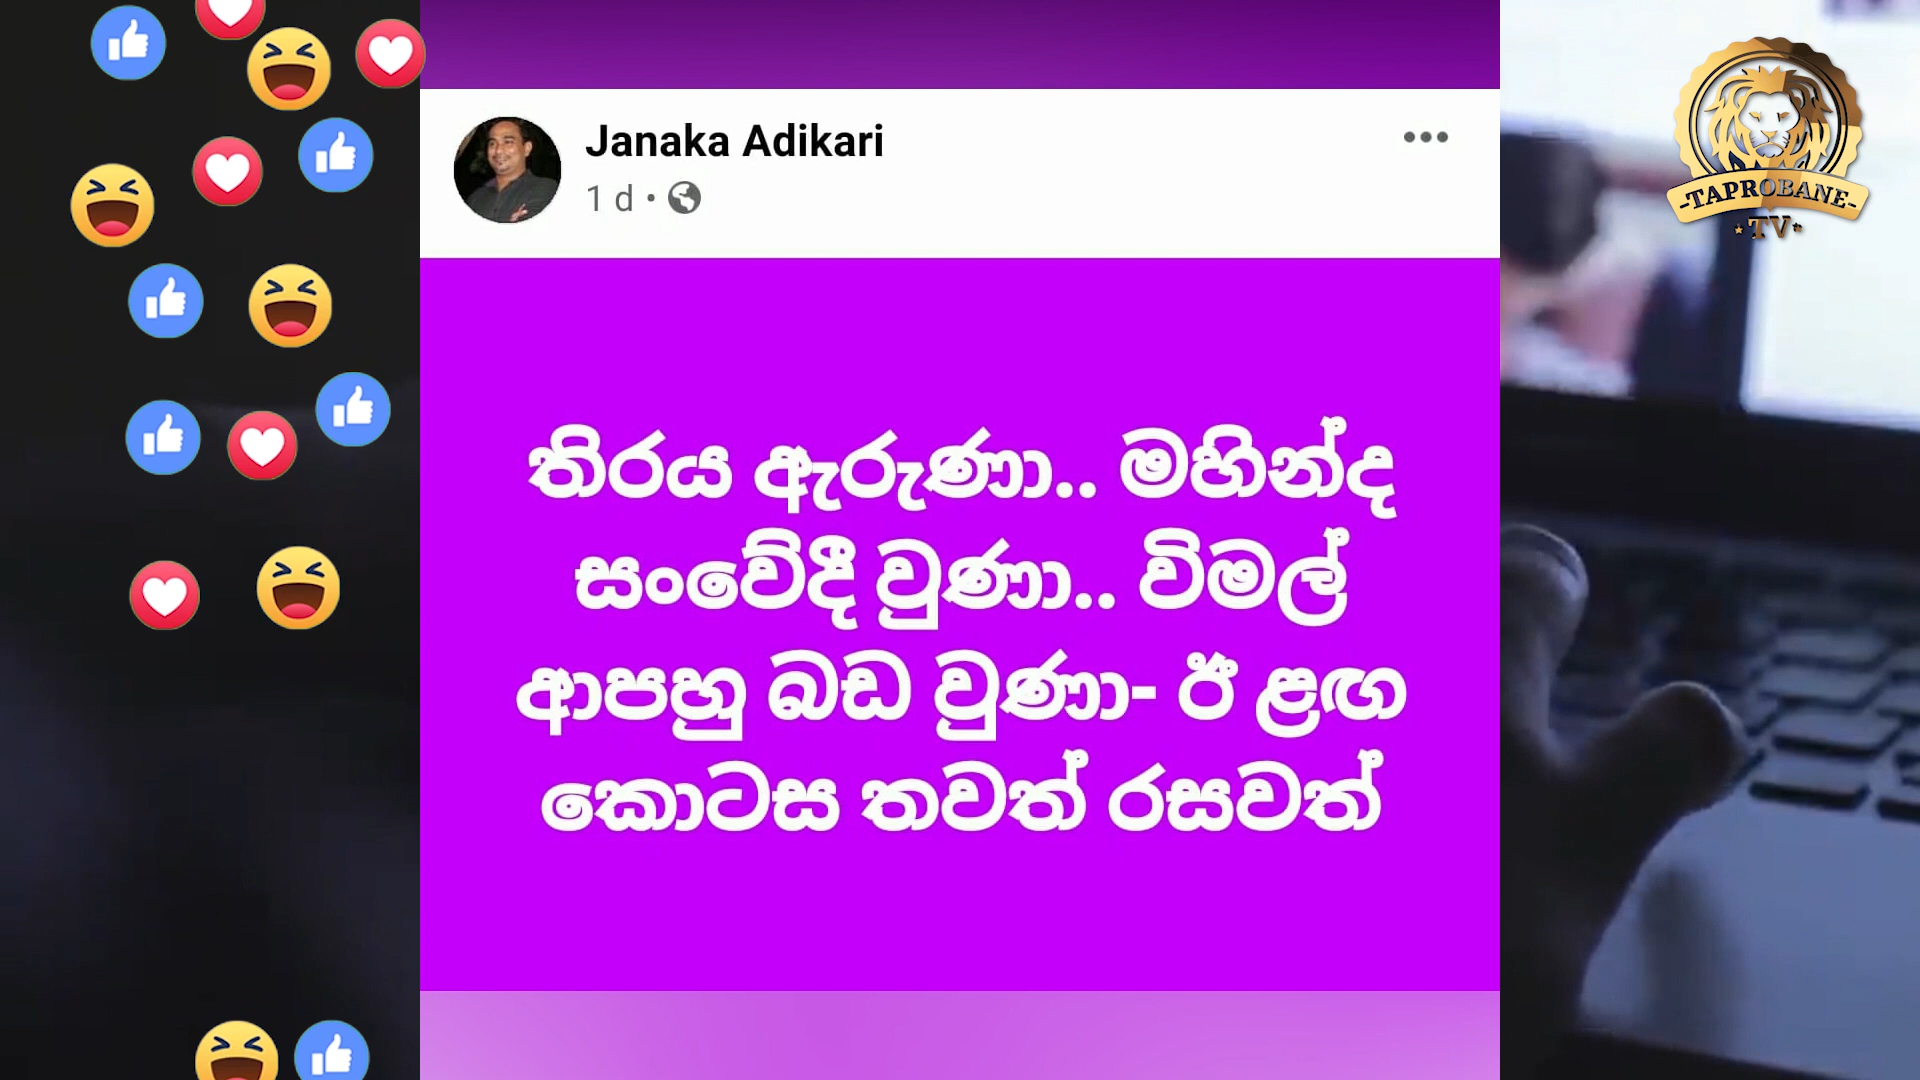 Janaka Adikari
1 d •
තිරය ඇරුණා.. මහින්ද
සංවේදී වුණා.. විමල්
ආපහු බඩ වුණා- ඊ ළඟ
කොටස තවත් රසවත්
-TAPROBANE-
TV